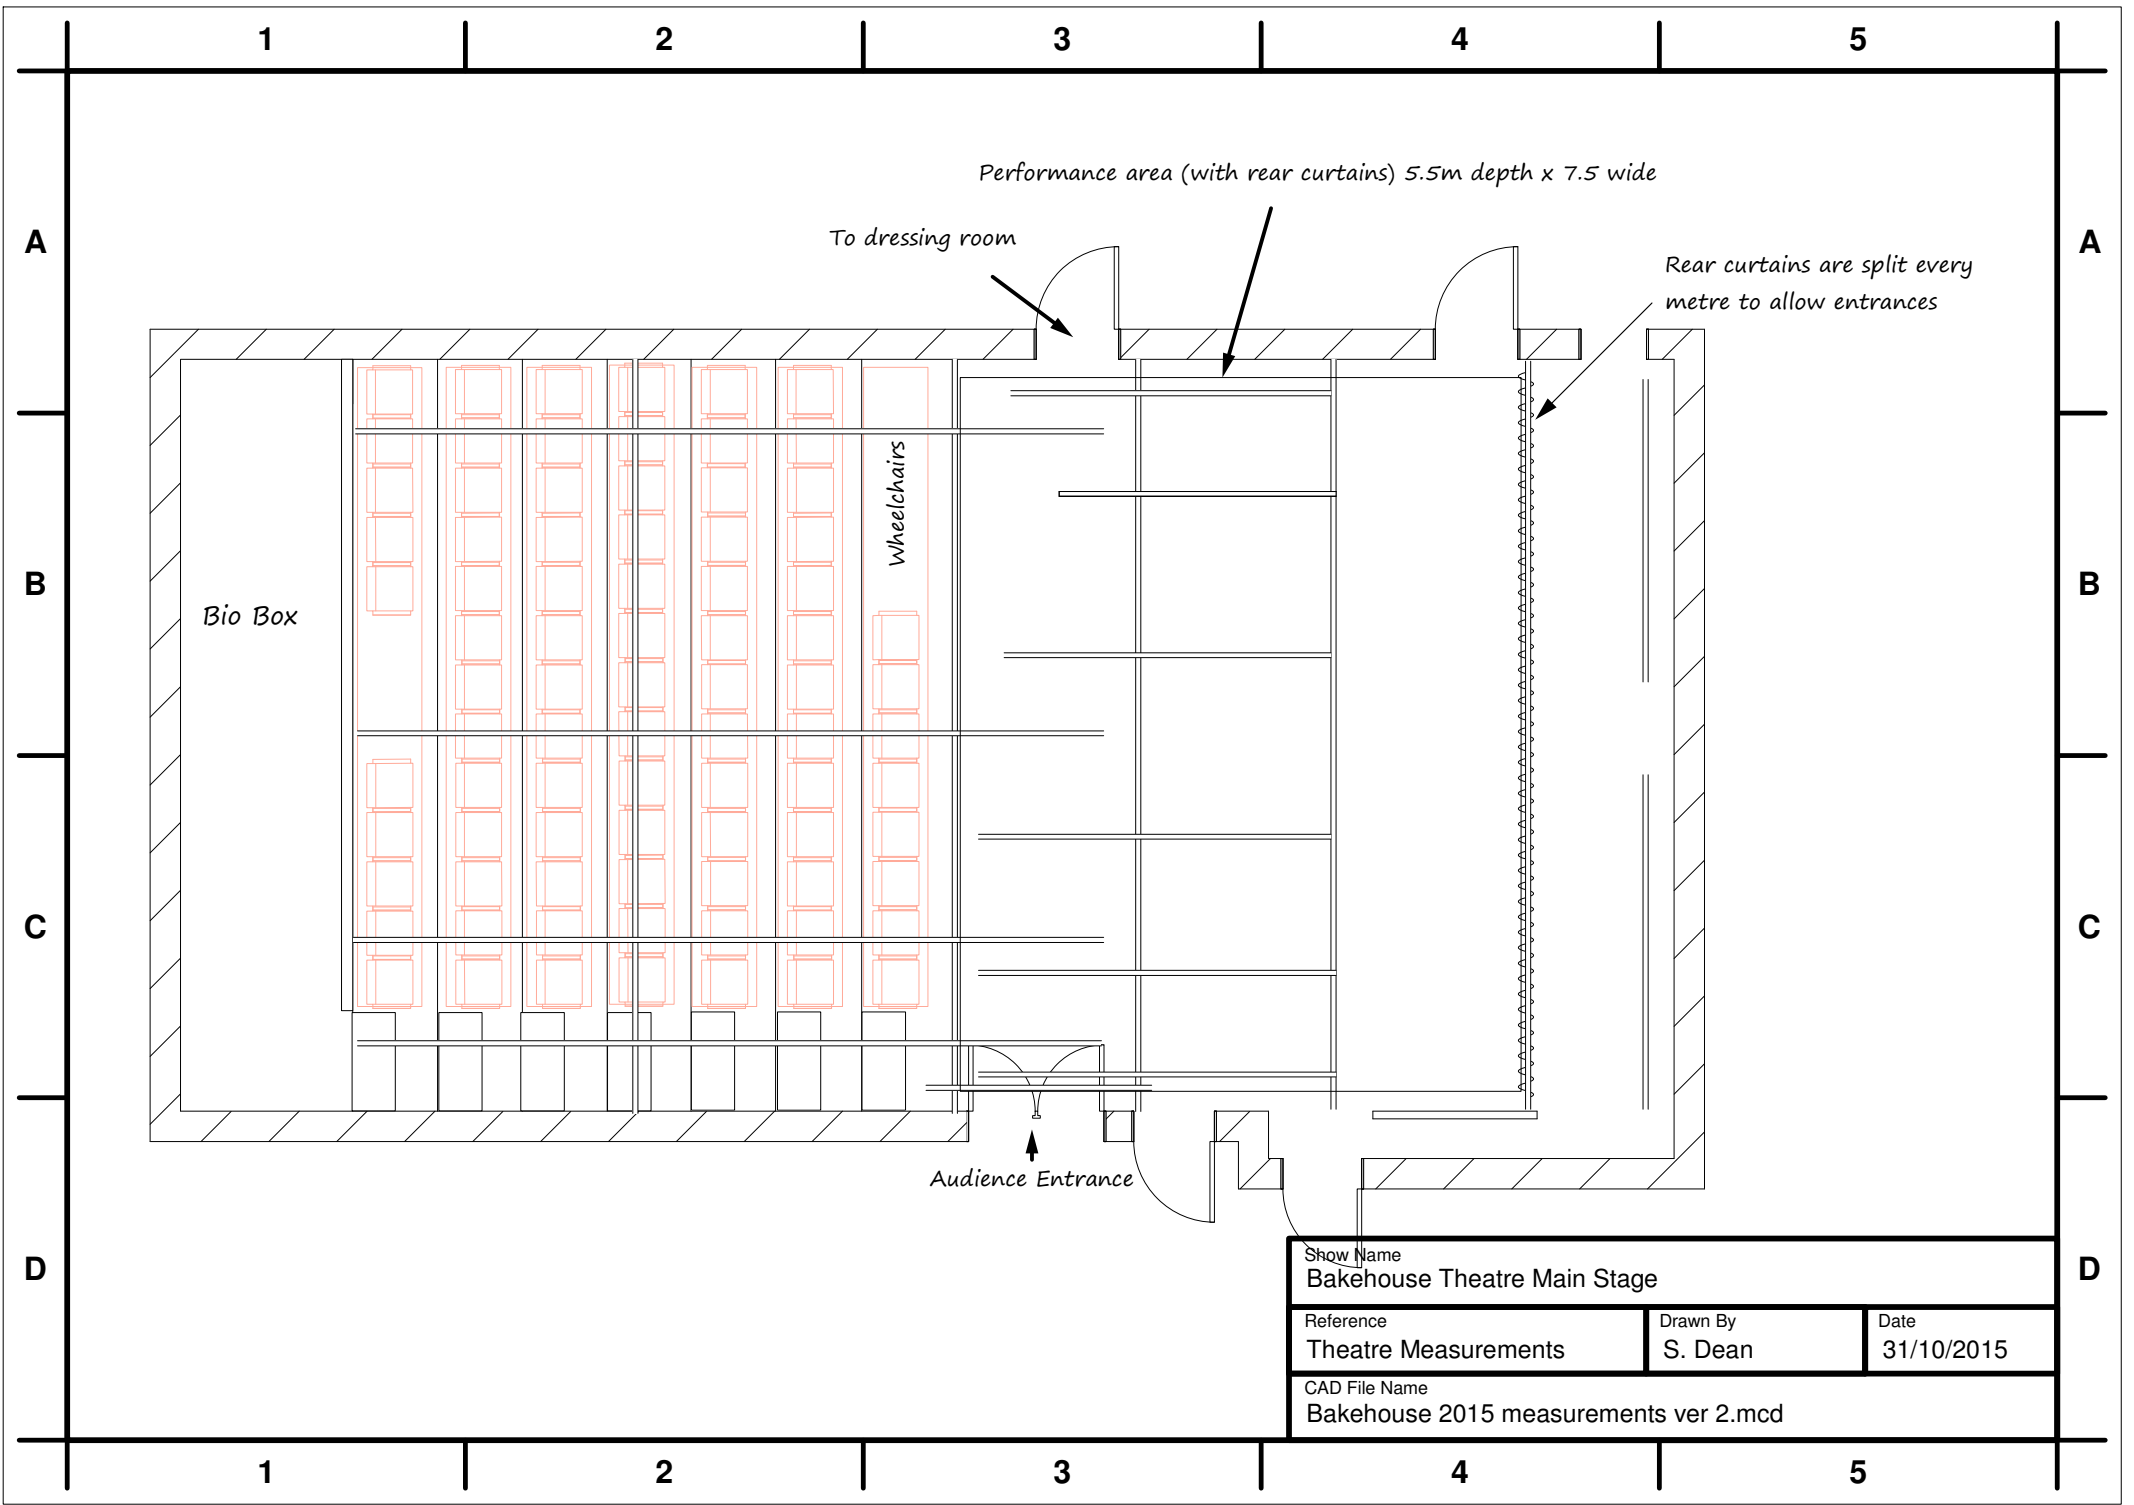 1 2 3 4 5
Performance area (with rear curtains) 5.5m depth x 7.5 wide
To dressing room
A A
Rear curtains are split every
metre to allow entrances
Wheelchairs
B B
Bio Box
C C
Audience Entrance
D D
Show Name
Bakehouse Theatre Main Stage
Reference Drawn By Date
Theatre Measurements S. Dean 31/10/2015
CAD File Name
Bakehouse 2015 measurements ver 2.mcd
1 2 3 4 5